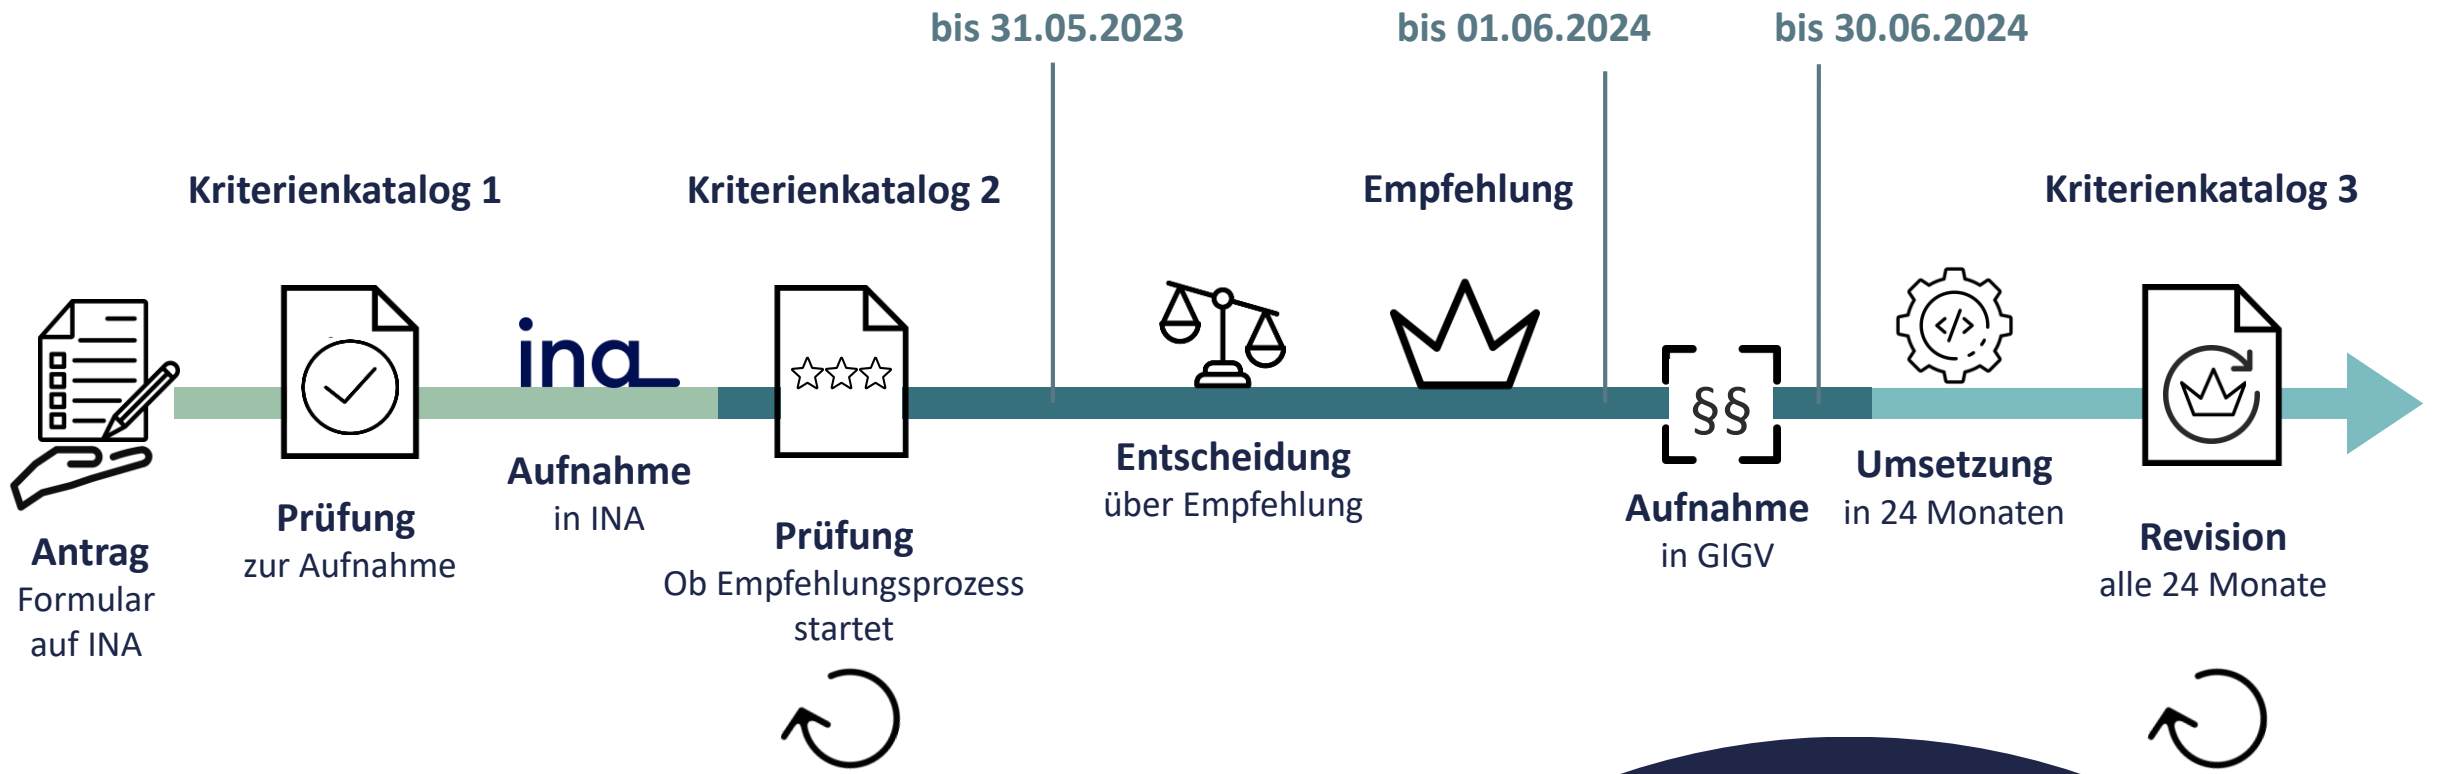 bis 31.05.2023
bis 01.06.2024
bis 30.06.2024
Kriterienkatalog 1
Kriterienkatalog 2
Empfehlung
Kriterienkatalog 3
ina_
</>
§§
Antrag
Formular
auf INA
Prüfung
zur Aufnahme
Aufnahme
in INA
Prüfung
Ob Empfehlungsprozess
startet
Entscheidung
über Empfehlung
Aufnahme
in GIGV
Umsetzung
in 24 Monaten
Revision
alle 24 Monate